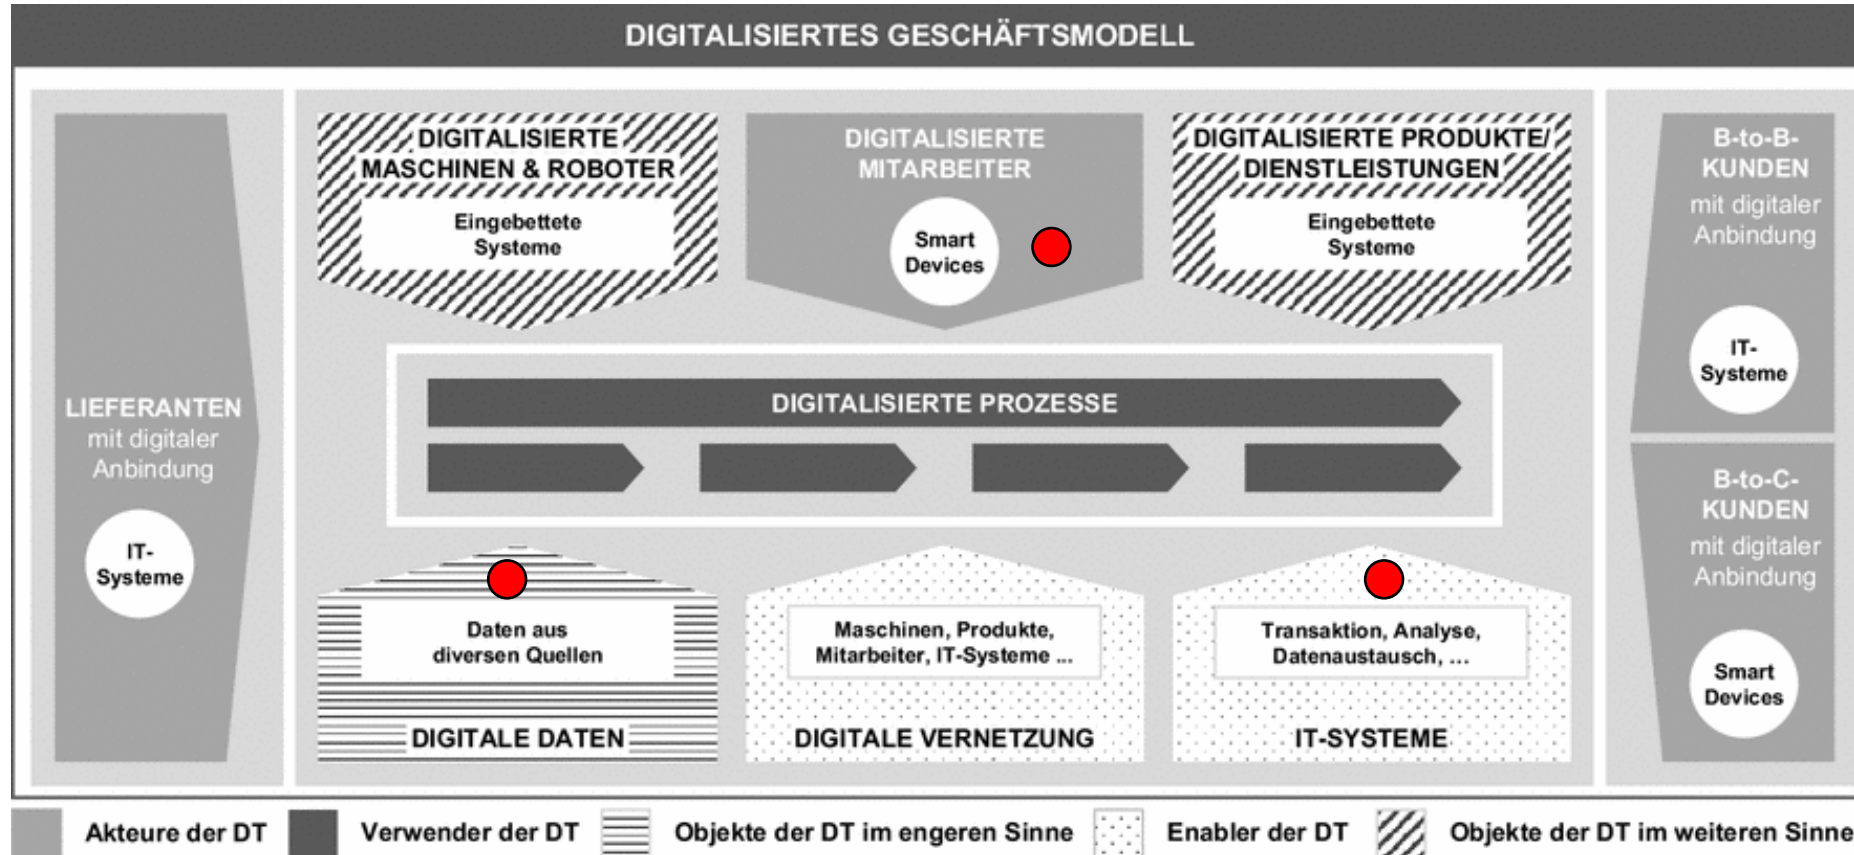 DIGITALISIERTES GESCHÄFTSMODELL
LIEFERANTEN
mit digitaler
Anbindung
IT-
Systeme
DIGITALISIERTE
MASCHINEN & ROBOTER
Eingebettete
Systeme
DIGITALISIERTE
MITARBEITER
Smart
Devices
DIGITALISIERTE PRODUKTE/
DIENSTLEISTUNGEN
Eingebettete
Systeme
DIGITALISIERTE PROZESSE
Daten aus
diversen Quellen
DIGITALE DATEN
Maschinen, Produkte,
Mitarbeiter, IT-Systeme ...
DIGITALE VERNETZUNG
Transaktion, Analyse,
Datenaustausch, ...
IT-SYSTEME
B-to-B-
KUNDEN
mit digitaler
Anbindung
IT-
Systeme
B-to-C-
KUNDEN
mit digitaler
Anbindung
Smart
Devices
Akteure der DT
Verwender der DT
Objekte der DT im engeren Sinne
Enabler der DT
Objekte der DT im weiteren Sinne